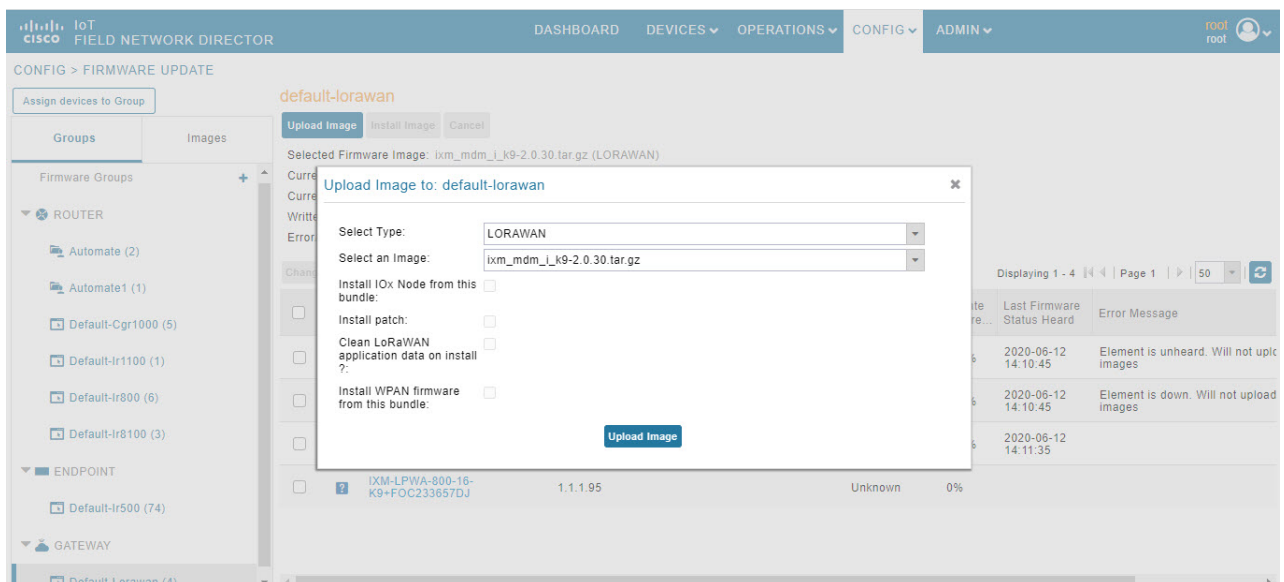 CISCO
IoT
FIELD NETWORK DIRECTOR
DASHBOARD
DEVICES
OPERATIONS
CONFIG
ADMIN
root
root
CONFIG > FIRMWARE UPDATE
Assign devices to Group
Groups
Images
Firmware Groups +
ROUTER
Automate (2)
Automate1 (1)
Default-Cgr1000 (5)
Default-Ir1100 (1)
Default-Ir800 (6)
Default-Ir8100 (3)
ENDPOINT
Default-Ir500 (74)
GATEWAY
Default-Lorawan (4)
default-lorawan
Upload Image
Install Image
Cancel
Selected Firmware Image: ixm_mdm_i_k9-2.0.30.tar.gz (LORAWAN)
Curre
Curre
Writte
Error
Chang
Upload Image to: default-lorawan
Select Type:
LORAWAN
Select an Image:
ixm_mdm_i_k9-2.0.30.tar.gz
Install IOx Node from this
bundle:
Install patch:
Clean LoRaWAN
application data on install
?:
Install WPAN firmware
from this bundle:
Upload Image
Displaying 1 - 4
Page 1
50
Last Firmware
Status Heard
Error Message
2020-06-12
14:10:45
Element is unheard. Will not uplo
images
2020-06-12
14:10:45
Element is down. Will not upload
images
2020-06-12
14:11:35
?
IXM-LPWA-800-16-
K9+FOC233657DJ
1.1.1.95
Unknown
0%